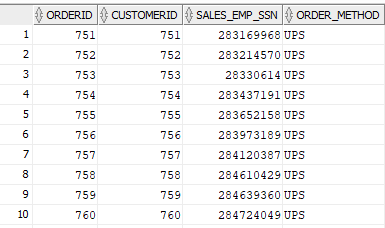 ORDERID CUSTOMERID SALES_EMP_SSN ORDER_METHOD
1 751 751 283169968 UPS
2 752 752 283214570 UPS
3 753 753 28330614 UPS
4 754 754 283437191 UPS
5 755 755 283652158 UPS
6 756 756 283973189 UPS
7 757 757 284120387 UPS
8 758 758 284610429 UPS
9 759 759 284639360 UPS
10 760 760 284724049 UPS